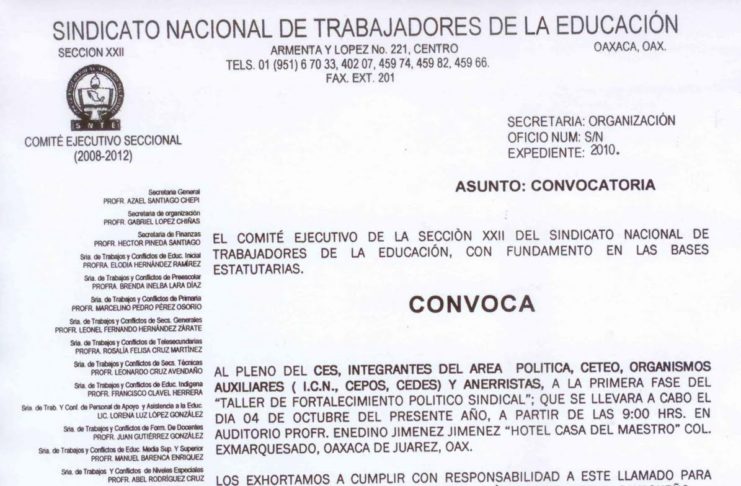 SINDICATO NACIONAL DE TRABAJADORES DE LA EDUCACIÓN
SECCION XXII
ARMENTA Y LOPEZ No. 221, CENTRO
OAXACA, OAX.
TELS. 01 (951) 6 70 33, 402 07, 459 74, 459 82, 459 66.
FAX. EXT. 201
S N T E
COMITÉ EJECUTIVO SECCIONAL
(2008-2012)
SECRETARIA: ORGANIZACIÓN
OFICIO NUM: S/N
EXPEDIENTE: 2010.
ASUNTO: CONVOCATORIA
Secretaria General
PROFR. AZAEL SANTIAGO CHEPI
Secretaria de organización
PROFR. GABRIEL LOPEZ CHIÑAS
Secretaria de Finanzas
PROFR. HECTOR PINEDA SANTIAGO
Sria. de Trabajos y Conflictos de Educ. Inicial
PROFRA. ELODIA HERNÁNDEZ RAMÍREZ
Sria. de Trabajos y Conflictos de Preescolar
PROFRA. BRENDA INELBA LARA DÍAZ
Sria. de Trabajos y Conflictos de Primaria
PROFR. MARCELINO PEDRO PÉREZ OSORIO
Sria. de Trabajos y Conflictos de Secs. Generales
PROFR. LEONEL FERNANDO HERNÁNDEZ ZÁRATE
Sria. de Trabajos y Conflictos de Telesecundarias
PROFRA. ROSALÍA FELISA CRUZ MARTÍNEZ
Sria. de Trabajos y Conflictos de Secs. Técnicas
PROFR. LEONARDO CRUZ AVENDAÑO
Sria. de Trabajos y Conflictos de Educ. Indígena
PROFR. FRANCISCO CLAVEL HERRERA
Sria. de Trab. Y Conf. de Personal de Apoyo y Asistencia a la Educ.
LIC. LORENA LUZ LÓPEZ GONZÁLEZ
Sria. de Trabajos y Conflictos de Form. De Docentes
PROFR. JUAN GUTIÉRREZ GONZÁLEZ
Sria. de Trabajos y Conflictos de Educ. Media Sup. Y Superior
PROFR. MANUEL BARENCA ENRIQUEZ
Sria. de Trabajos Y Conflictos de Niveles Especiales
PROFR. ABEL RODRÍGUEZ CRUZ
EL COMITÉ EJECUTIVO DE LA SECCIÓN XXII DEL SINDICATO NACIONAL DE
TRABAJADORES DE LA EDUCACIÓN, CON FUNDAMENTO EN LAS BASES
ESTATUTARIAS.
CONVOCA
AL PLENO DEL CES, INTEGRANTES DEL AREA POLITICA, CETEO, ORGANISMOS
AUXILIARES ( I.C.N., CEPOS, CEDES) Y ANERRISTAS, A LA PRIMERA FASE DEL
"TALLER DE FORTALECIMIENTO POLITICO SINDICAL"; QUE SE LLEVARA A CABO EL
DIA 04 DE OCTUBRE DEL PRESENTE AÑO, A PARTIR DE LAS 9:00 HRS. EN
AUDITORIO PROFR. ENEDINO JIMENEZ JIMENEZ "HOTEL CASA DEL MAESTRO" COL.
EXMARQUESADO, OAXACA DE JUAREZ, OAX.
LOS EXHORTAMOS A CUMPLIR CON RESPONSABILIDAD A ESTE LLAMADO PARA